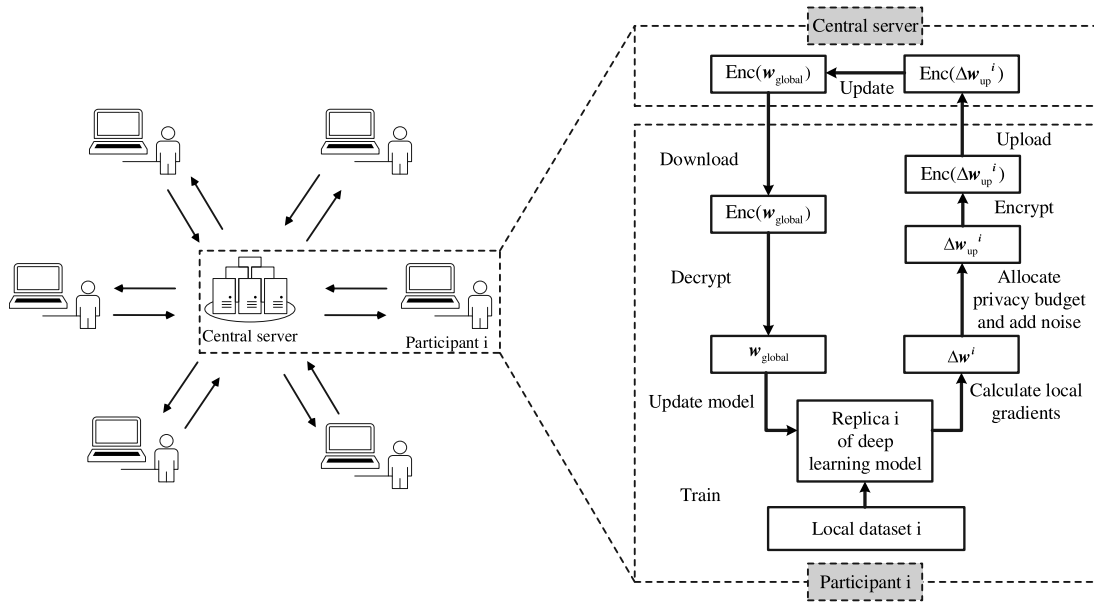 Central server
Enc(w_global)
Update
Enc(Δw_up^i)
Download
Upload
Enc(Δw_up^i)
Enc(w_global)
Encrypt
Δw_up^i
Decrypt
Allocate
privacy budget
and add noise
Central server
Participant i
w_global
Δw^i
Update model
Calculate local
gradients
Replica i
of deep
learning model
Train
Local dataset i
Participant i